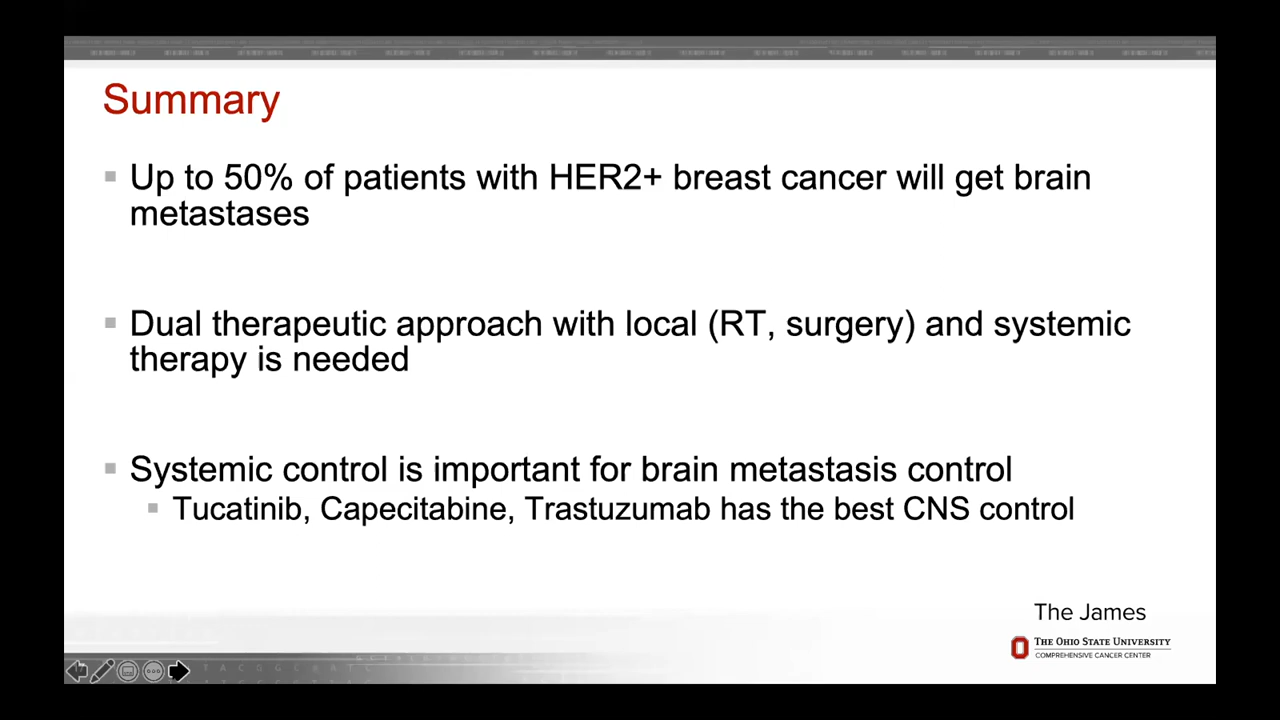 Summary
Up to 50% of patients with HER2+ breast cancer will get brain
metastases
Dual therapeutic approach with local (RT, surgery) and systemic
therapy is needed
Systemic control is important for brain metastasis control
Tucatinib, Capecitabine, Trastuzumab has the best CNS control
The James
THE OHIO STATE UNIVERSITY
COMPREHENSIVE CANCER CENTER